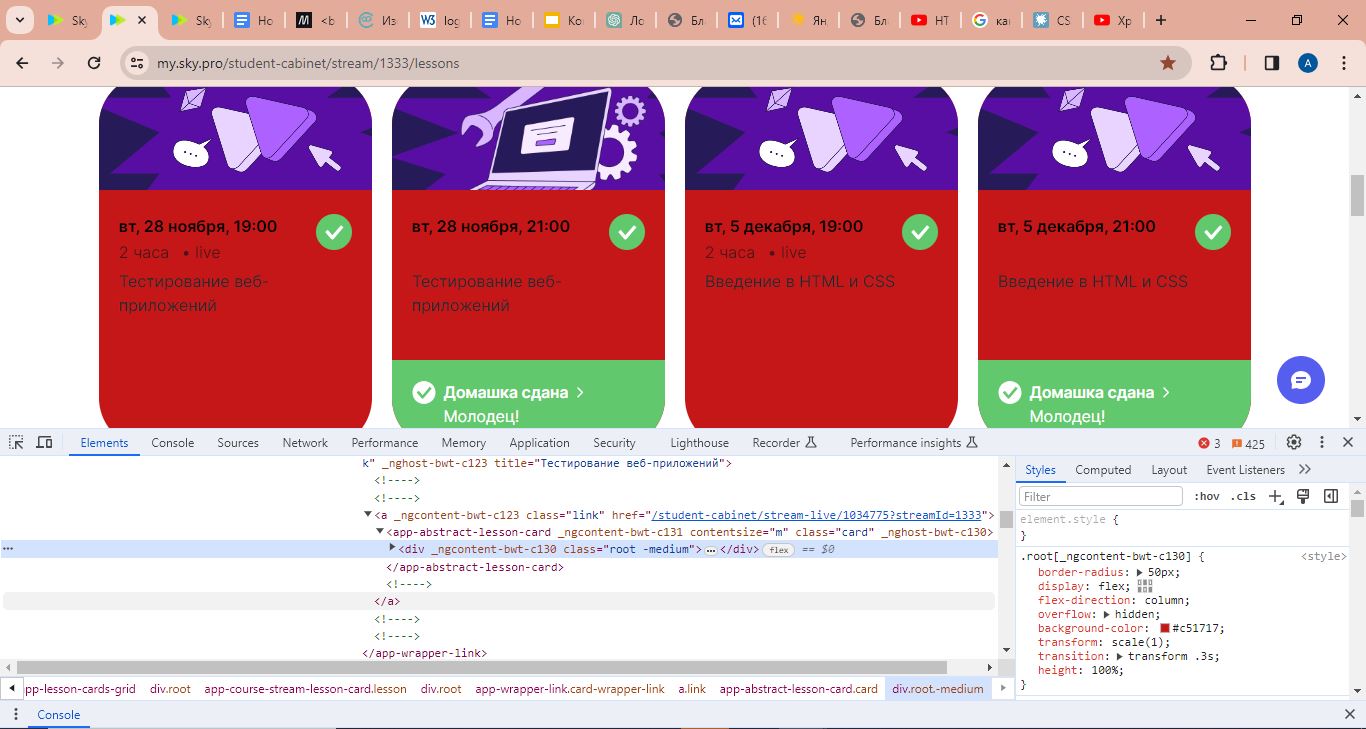 Sky
Sky
Sky
Но
<b
Из
log
Но
Ко
Ло
Бл
(16
Ян
Бл
HT
ка
CS
Хр
my.sky.pro/student-cabinet/stream/1333/lessons
A
вт, 28 ноября, 19:00
2 часа • live
Тестирование веб-
приложений
вт, 28 ноября, 21:00
Тестирование веб-
приложений
Домашка сдана >
Молодец!
вт, 5 декабря, 19:00
2 часа • live
Введение в HTML и CSS
вт, 5 декабря, 21:00
Введение в HTML и CSS
Домашка сдана >
Молодец!
Elements Console Sources Network Performance Memory Application Security Lighthouse Recorder Performance insights 3 425
k" _nghost-bwt-c123 title="Тестирование веб-приложений">
<!---->
<!---->
<a _ngcontent-bwt-c123 class="link" href="/student-cabinet/stream-live/1034775?streamId=1333">
<app-abstract-lesson-card _ngcontent-bwt-c131 contentsize="m" class="card" _nghost-bwt-c130>
<div _ngcontent-bwt-c130 class="root -medium"> … </div> flex == $0
</app-abstract-lesson-card>
<!---->
</a>
<!---->
<!---->
</app-wrapper-link>
pp-lesson-cards-grid div.root app-course-stream-lesson-card.lesson div.root app-wrapper-link.card-wrapper-link a.link app-abstract-lesson-card.card div.root.-medium
Styles Computed Layout Event Listeners
Filter :hov .cls
element.style {
}
.root[_ngcontent-bwt-c130] { <style>
border-radius: 50px;
display: flex;
flex-direction: column;
overflow: hidden;
background-color: #c51717;
transform: scale(1);
transition: transform .3s;
height: 100%;
}
Console